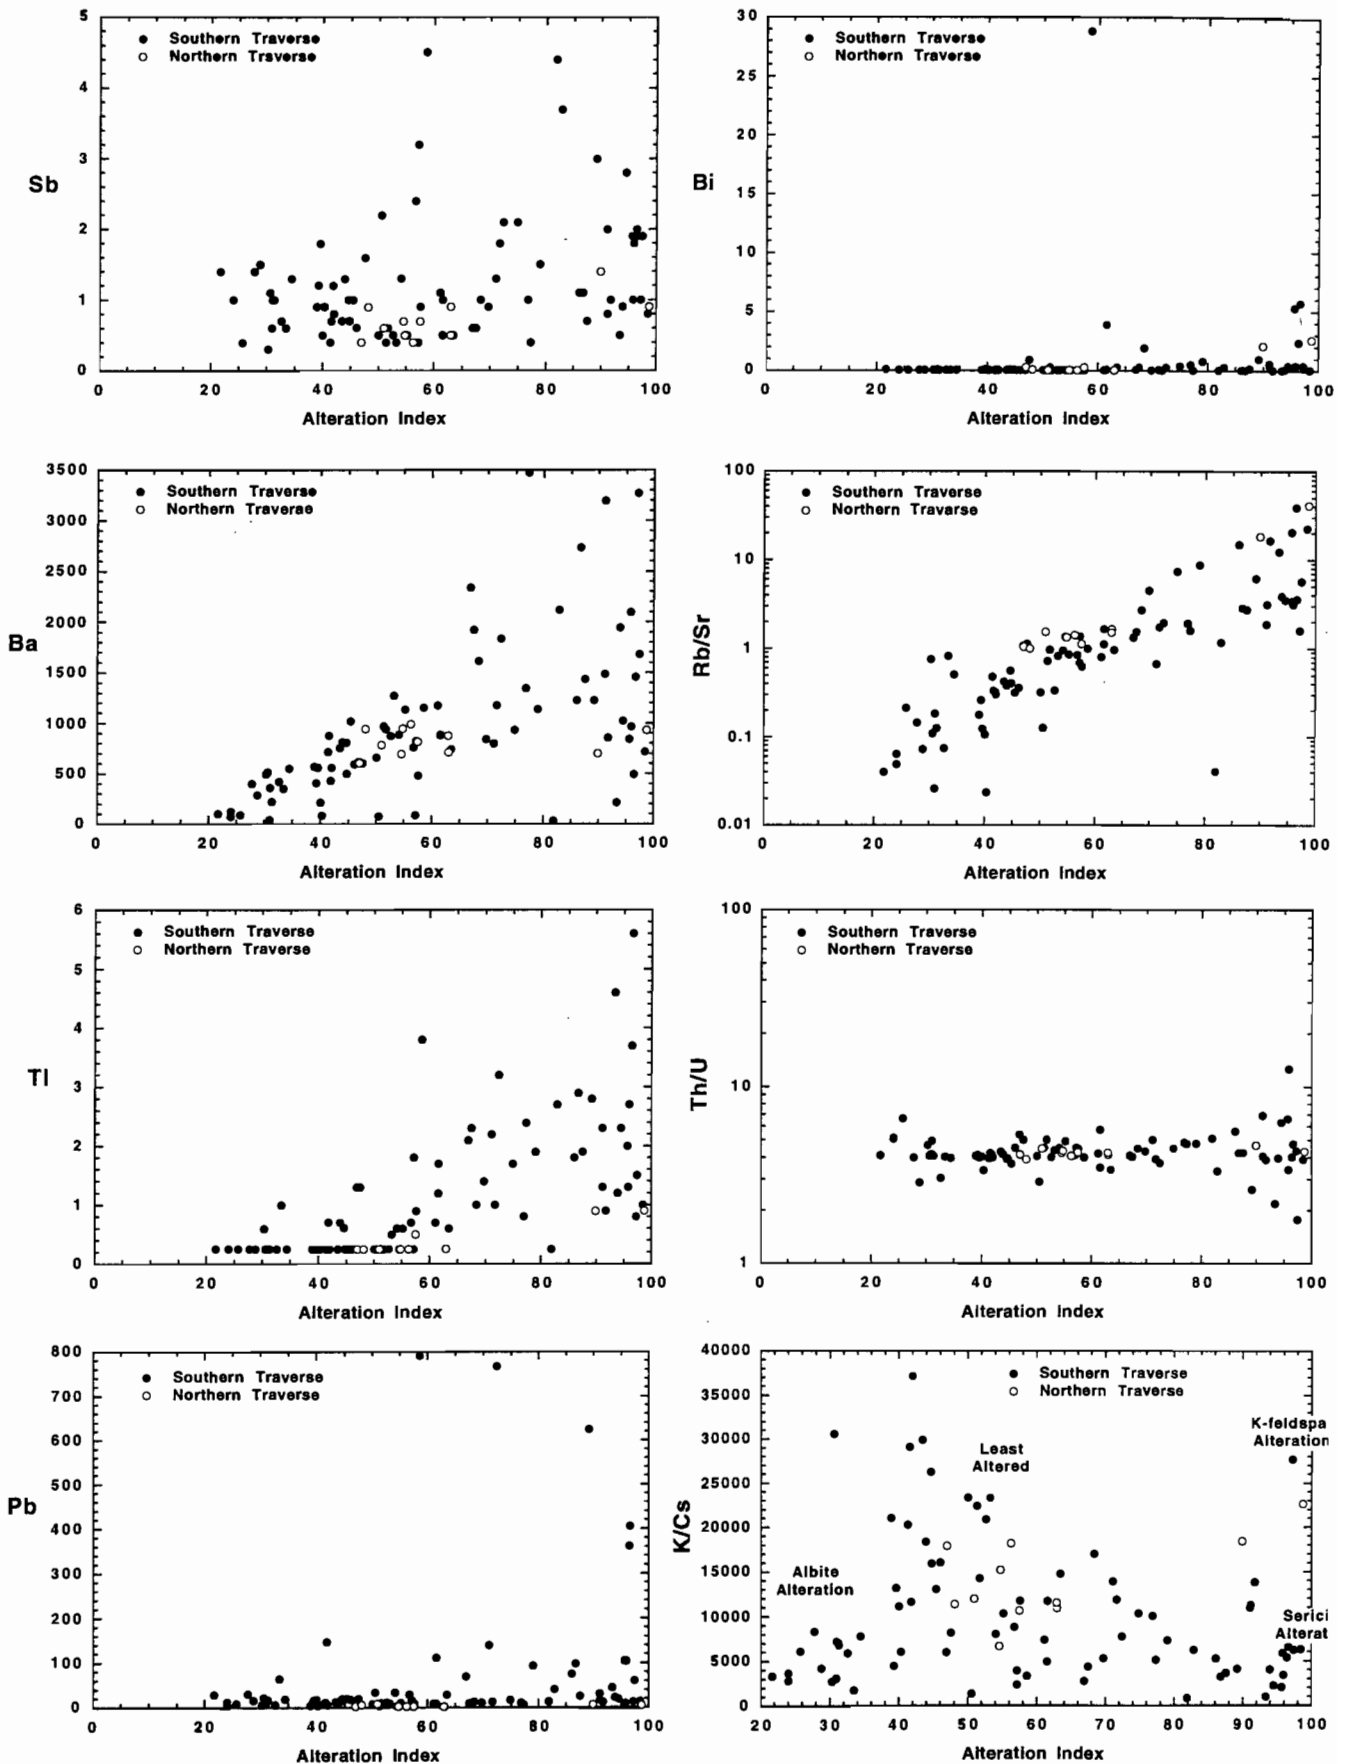 5
4
3
2
1
0
Sb
Southern Traverse
Northern Traverse
0 20 40 60 80 100
Alteration Index
30
25
20
15
10
5
0
Bi
Southern Traverse
Northern Traverse
0 20 40 60 80 100
Alteration Index
3500
3000
2500
2000
1500
1000
500
0
Ba
Southern Traverse
Northern Traverse
0 20 40 60 80 100
Alteration Index
100
10
1
0.1
0.01
Rb/Sr
Southern Traverse
Northern Traverse
0 20 40 60 80 100
Alteration Index
6
5
4
3
2
1
0
Tl
Southern Traverse
Northern Traverse
0 20 40 60 80 100
Alteration Index
100
10
1
Th/U
Southern Traverse
Northern Traverse
0 20 40 60 80 100
Alteration Index
800
700
600
500
400
300
200
100
0
Pb
Southern Traverse
Northern Traverse
0 20 40 60 80 100
Alteration Index
40000
35000
30000
25000
20000
15000
10000
5000
0
K/Cs
Southern Traverse
Northern Traverse
K-feldspa
Alteration
Least
Altered
Albite
Alteration
Serici
Alterat
20 30 40 50 60 70 80 90 100
Alteration Index